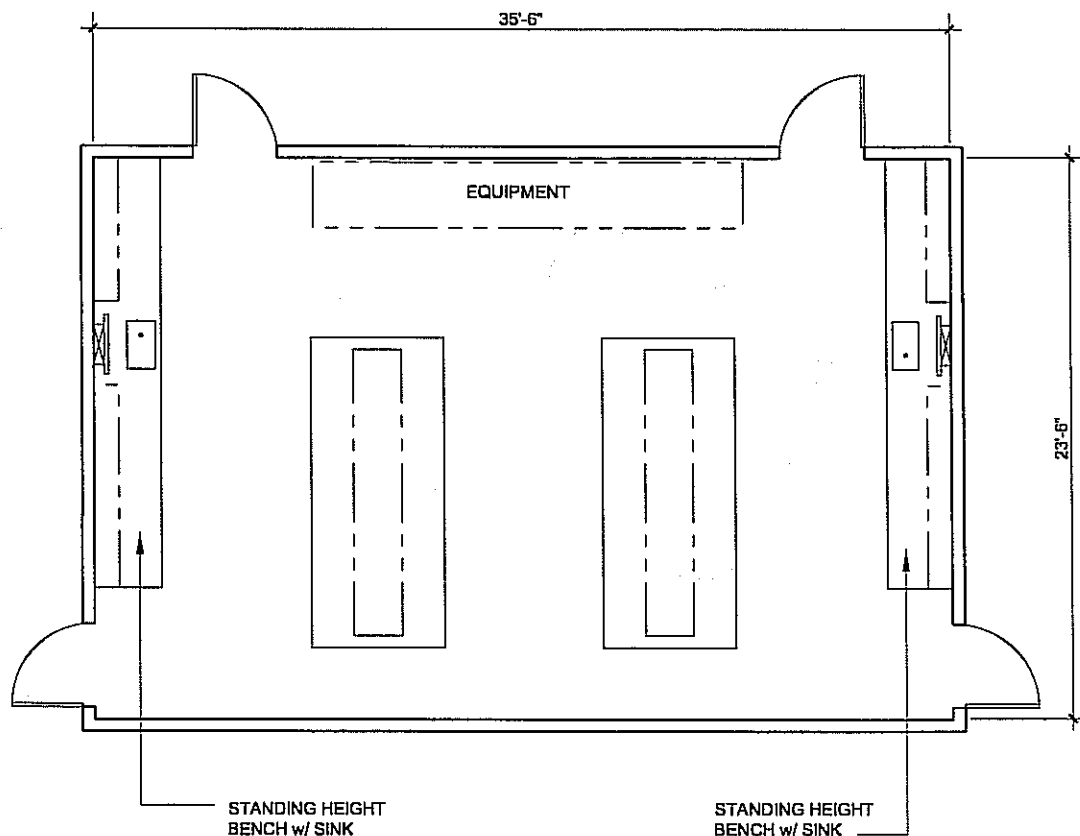 35'-6"
EQUIPMENT
23'-6"
STANDING HEIGHT
BENCH w/ SINK
STANDING HEIGHT
BENCH w/ SINK